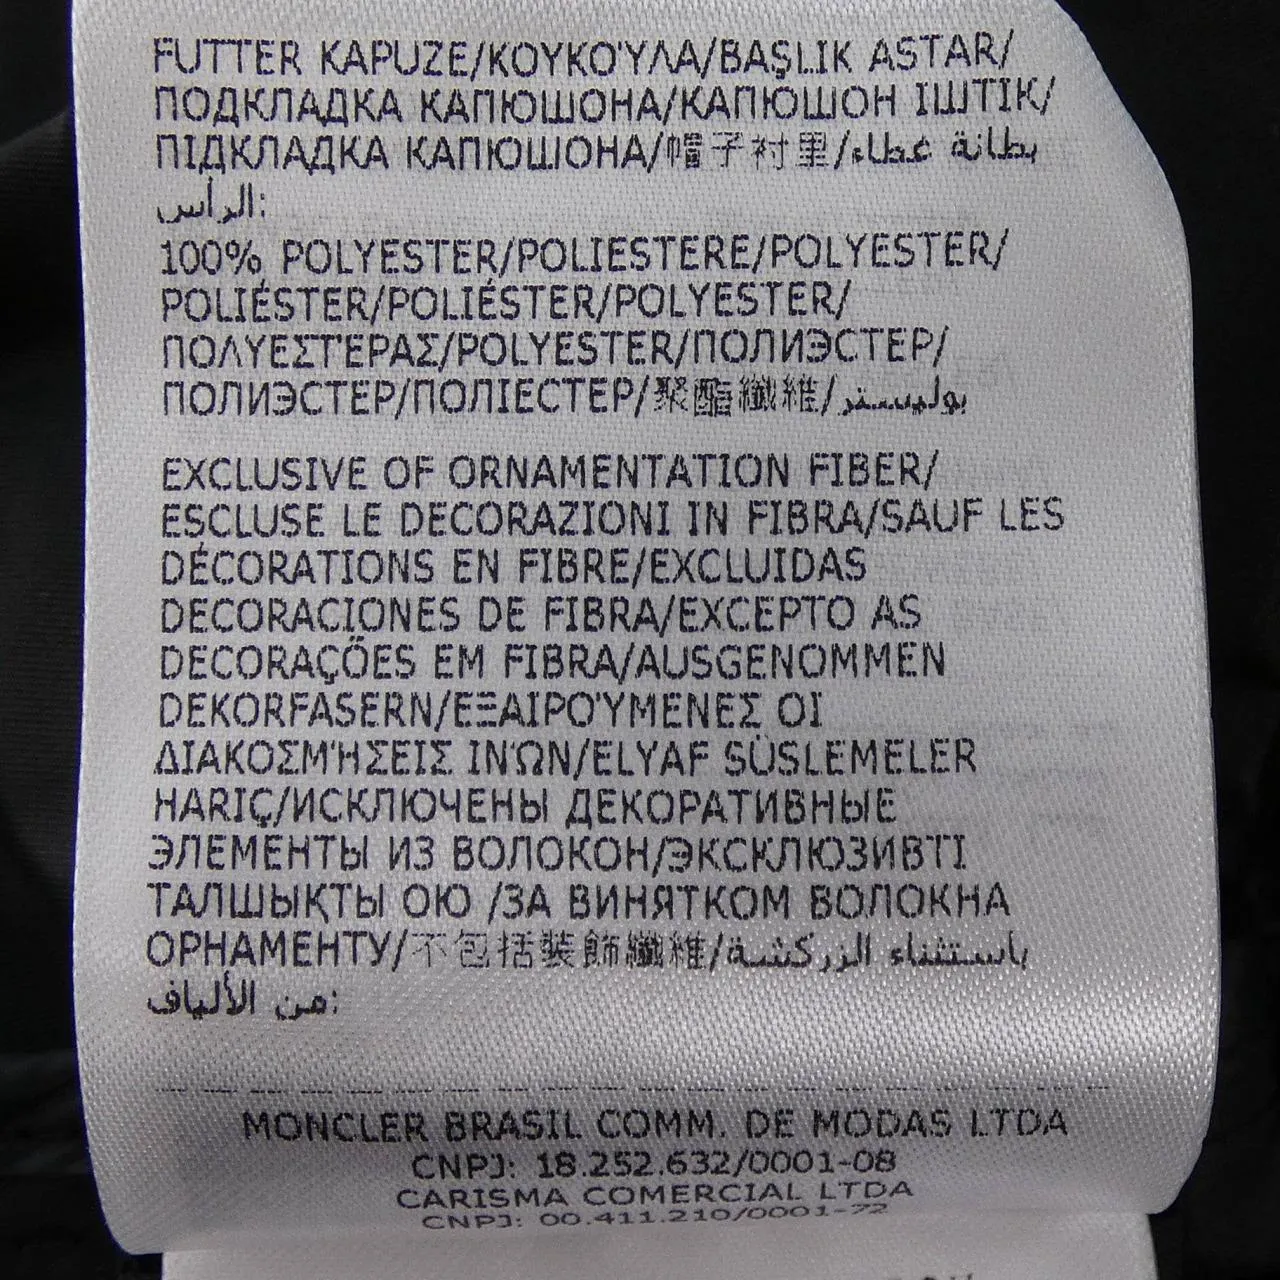 FUTTER KAPUZE/ΚΟΥΚΟΎΛΑ/BAŞLIK ASTAR/
ПОДКЛАДКА КАПЮШОНА/КАПЮШОН ІШТІК/
ПІДКЛАДКА КАПЮШОНА/帽子衬里/بطانة غطاء
الرأس:
100% POLYESTER/POLIESTERE/POLYESTER/
POLIÉSTER/POLIÉSTER/POLYESTER/
ΠΟΛΥΕΣΤΈΡΑΣ/POLYESTER/ПОЛИЭСТЕР/
ПОЛИЭСТЕР/ПОЛІЕСТЕР/聚酯纖維/بوليستر
EXCLUSIVE OF ORNAMENTATION FIBER/
ESCLUSE LE DECORAZIONI IN FIBRA/SAUF LES
DÉCORATIONS EN FIBRE/EXCLUIDAS
DECORACIONES DE FIBRA/EXCEPTO AS
DECORAÇÕES EM FIBRA/AUSGENOMMEN
DEKORFASERN/ΕΞΑΙΡΟΎΜΕΝΕΣ ΟΙ
ΔΙΑΚΟΣΜΉΣΕΙΣ ΙΝΏΝ/ELYAF SÜSLEMELER
HARIÇ/ИСКЛЮЧЕНЫ ДЕКОРАТИВНЫЕ
ЭЛЕМЕНТЫ ИЗ ВОЛОКОН/ЭКСКЛЮЗИВТІ
ТАЛШЫҚТЫ ОЮ /ЗА ВИНЯТКОМ ВОЛОКНА
ОРНАМЕНТУ/不包括裝飾纖維/باستثناء الزركشة
من الألياف:
MONCLER BRASIL COMM. DE MODAS LTDA
CNPJ: 18.252.632/0001-08
CARISMA COMERCIAL LTDA
CNPJ: 00.411.210/0001-72